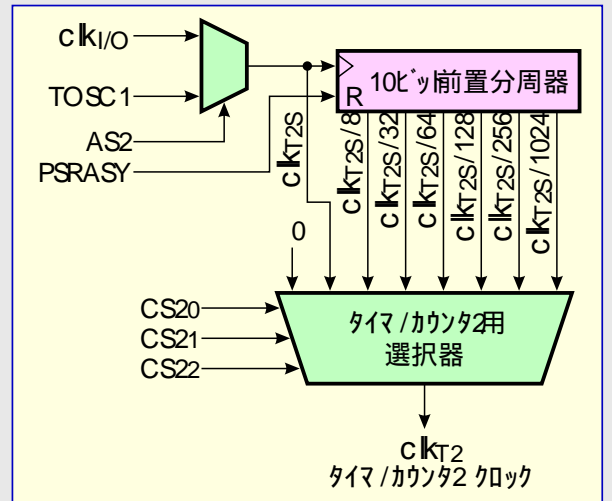 clkI/O
TOSC1
AS2
PSRASY
10ﾋﾞｯﾄ前置分周器
R
clkT2S
clkT2S/8
clkT2S/32
clkT2S/64
clkT2S/128
clkT2S/256
clkT2S/1024
0
CS20
CS21
CS22
ﾀｲﾏ/ｶｳﾝﾀ2用
選択器
clkT2
ﾀｲﾏ/ｶｳﾝﾀ2 ｸﾛｯｸ